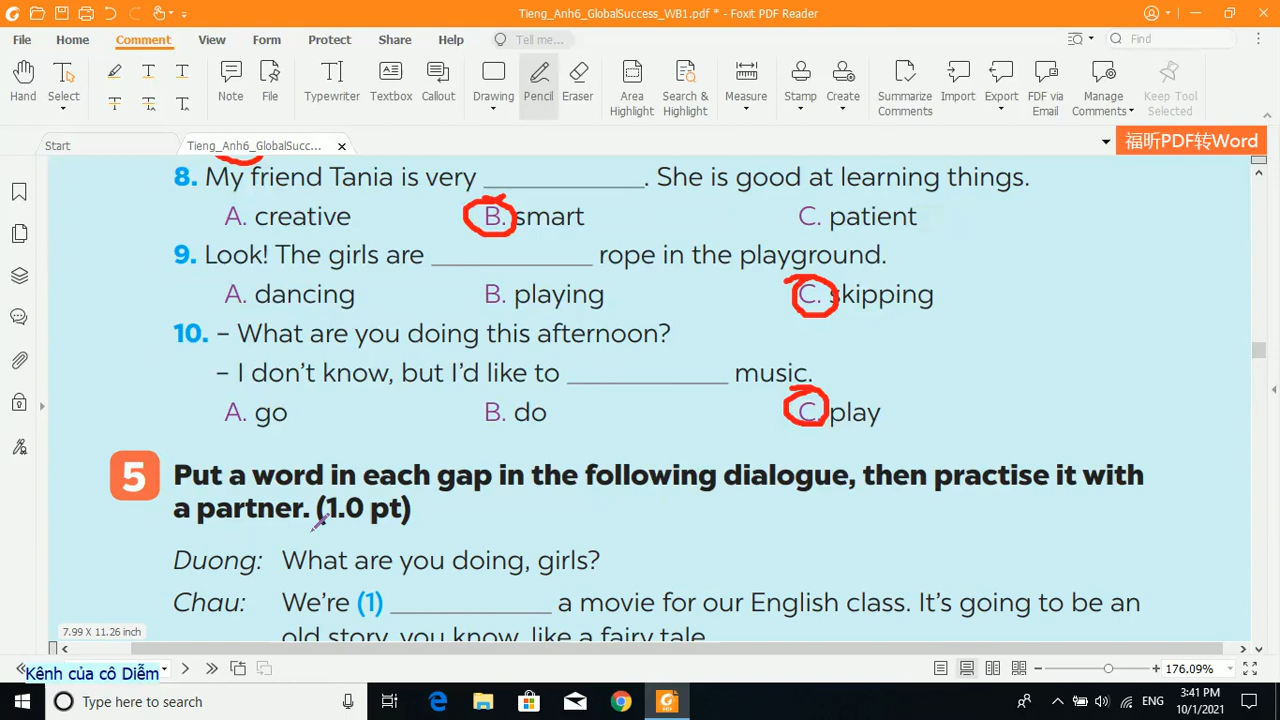 Tieng_Anh6_GlobalSuccess_WB1.pdf * - Foxit PDF Reader
File Home Comment View Form Protect Share Help Tell me... Find
Hand Select Note File Typewriter Textbox Callout Drawing Pencil Eraser Area Highlight Search & Highlight Measure Stamp Create Summarize Comments Import Export FDF via Email Manage Comments Keep Tool Selected
Start Tieng_Anh6_GlobalSucc... 福昕PDF转Word
8. My friend Tania is very ____________. She is good at learning things.
A. creative B. smart C. patient
9. Look! The girls are ____________ rope in the playground.
A. dancing B. playing C. skipping
10. – What are you doing this afternoon?
– I don't know, but I'd like to ____________ music.
A. go B. do C. play
5 Put a word in each gap in the following dialogue, then practise it with
a partner. (1.0 pt)
Duong: What are you doing, girls?
Chau: We're (1) ____________ a movie for our English class. It's going to be an
old story, you know, like a fairy tale.
7.99 X 11.26 inch
Kênh của cô Diễm
176.09%
Type here to search
ENG
3:41 PM
10/1/2021